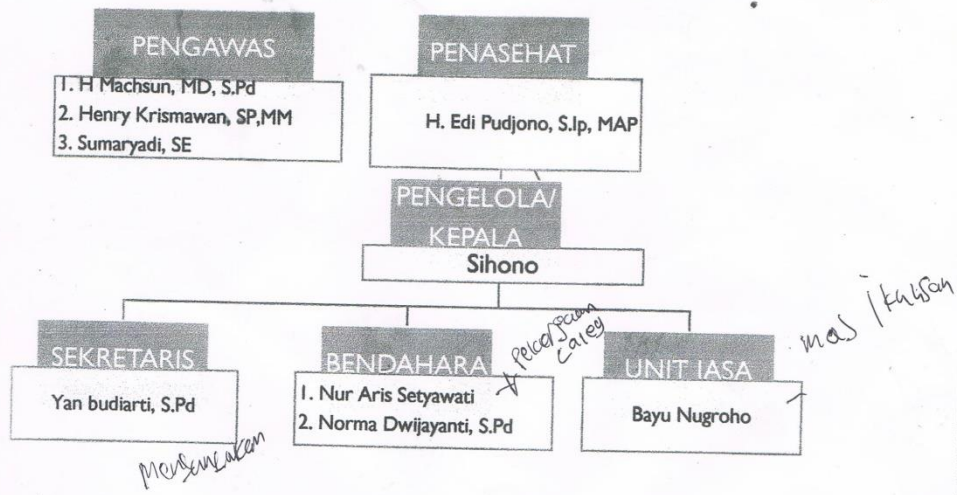 PENGAWAS
1. H Machsun, MD, S.Pd
2. Henry Krismawan, SP,MM
3. Sumaryadi, SE
PENASEHAT
H. Edi Pudjono, S.Ip, MAP
PENGELOLA/
KEPALA
Sihono
SEKRETARIS
Yan budiarti, S.Pd
BENDAHARA
1. Nur Aris Setyawati
2. Norma Dwijayanti, S.Pd
caleg
UNIT JASA
Bayu Nugroho
mas